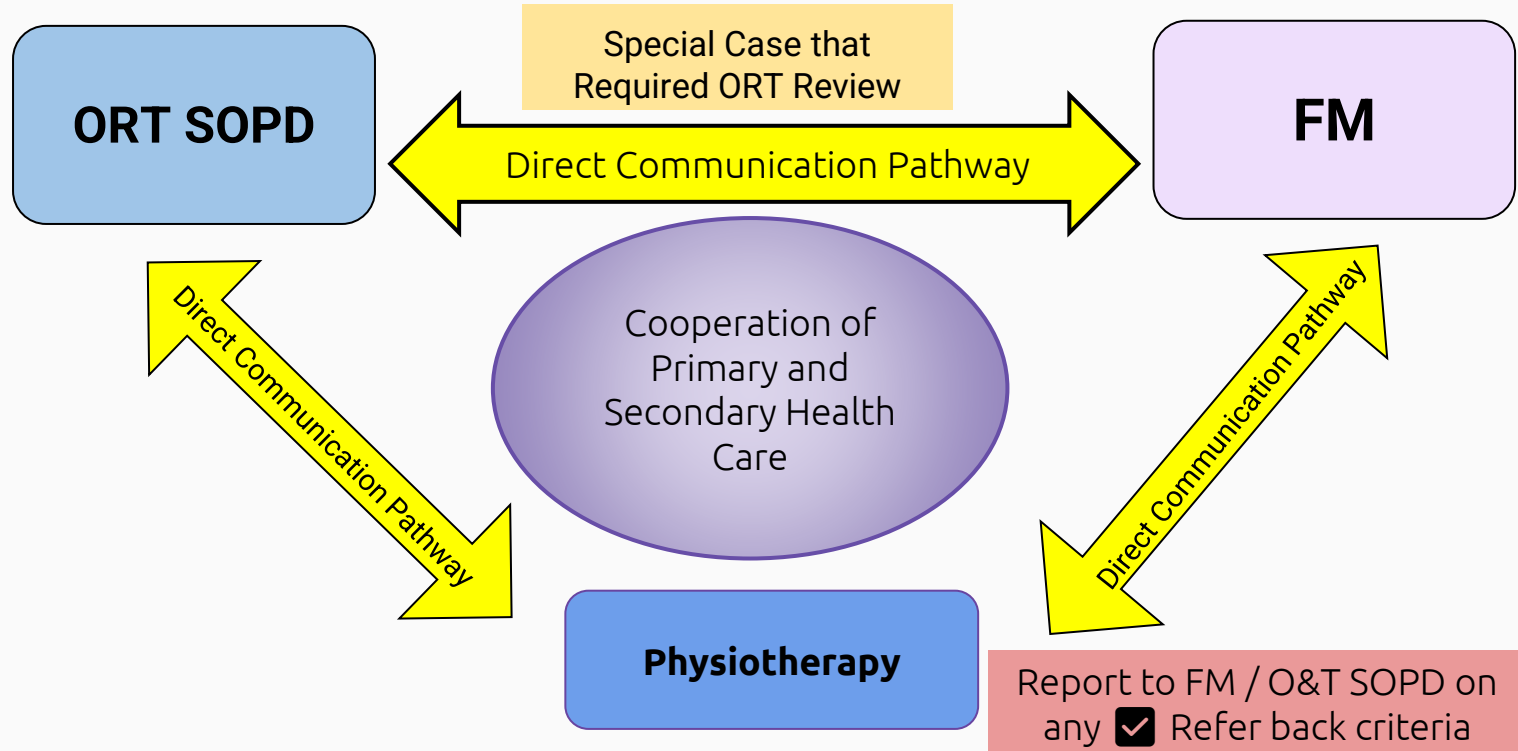 Special Case that
Required ORT Review
ORT SOPD
FM
Direct Communication Pathway
Cooperation of
Primary and
Secondary Health
Care
Direct Communication Pathway
Direct Communication Pathway
Physiotherapy
Report to FM / O&T SOPD on
any ☑ Refer back criteria